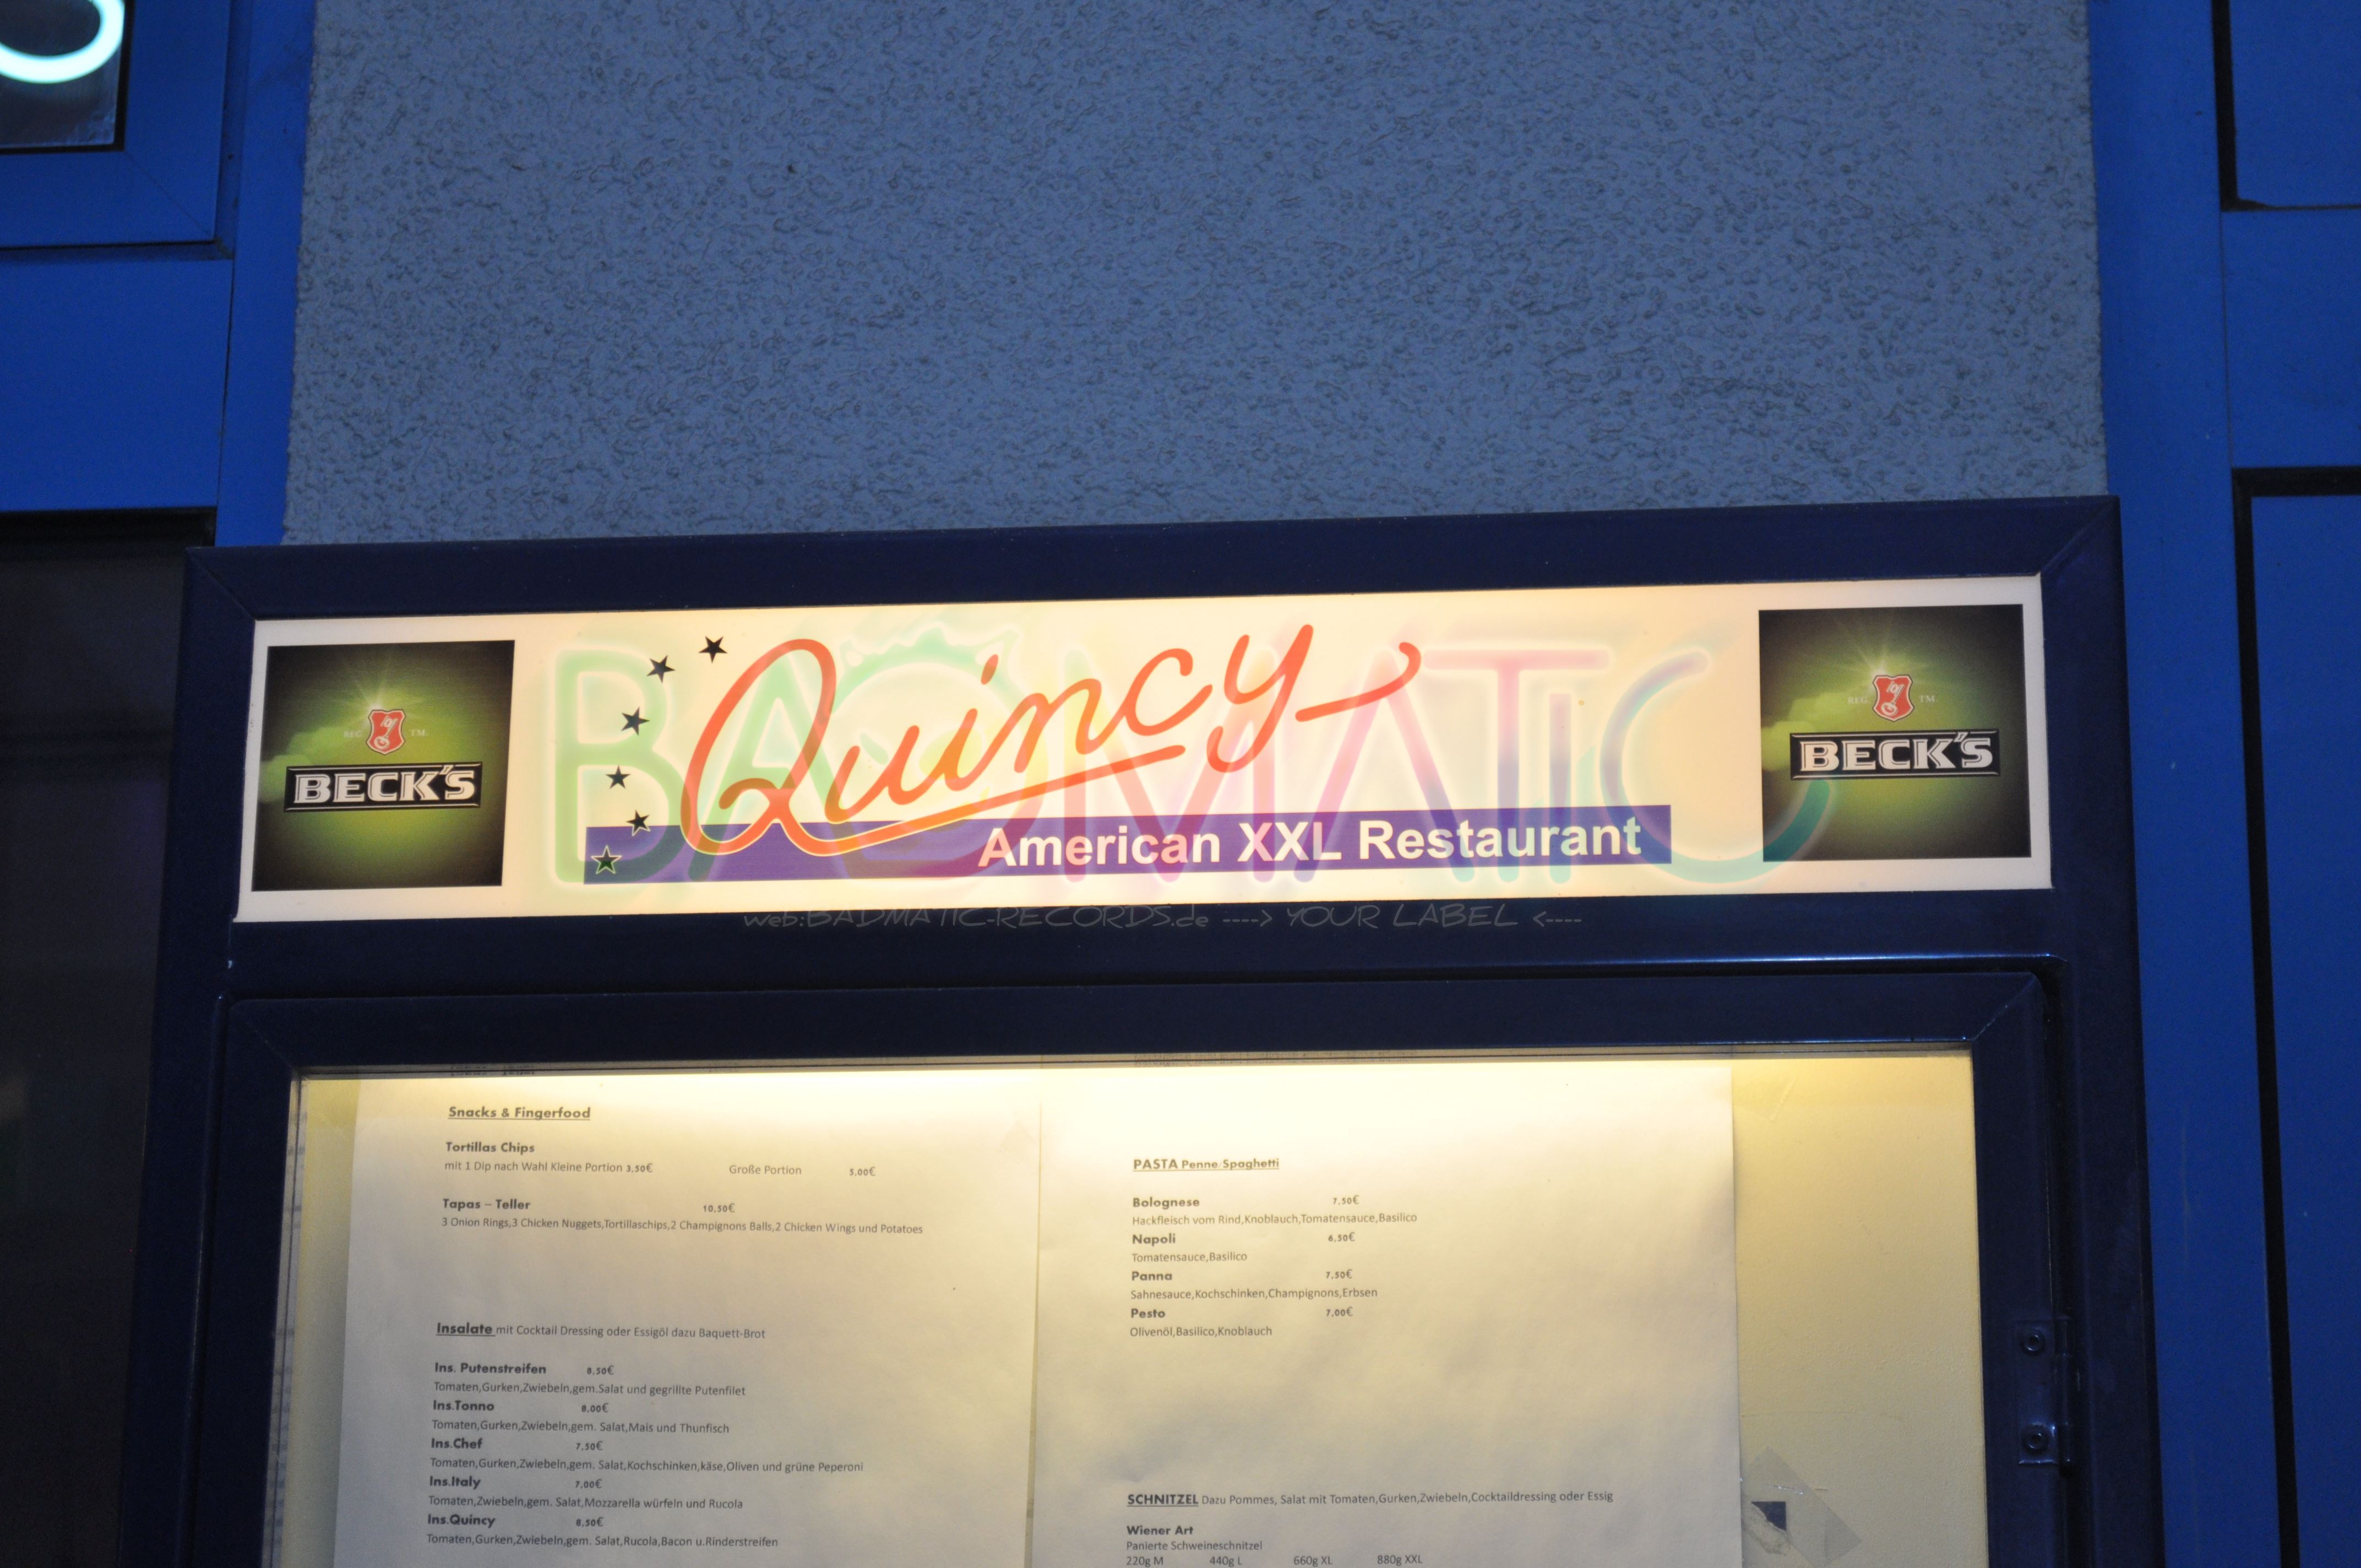 Quincy
American XXL Restaurant
REG. TM.
BECK'S
REG. TM.
BECK'S
BADMATIC
web:BADMATIC-RECORDS.de ----> YOUR LABEL <----
Snacks & Fingerfood
Tortillas Chips
mit 1 Dip nach Wahl Kleine Portion 3,50€ Große Portion 5.00€
Tapas – Teller 10,50€
3 Onion Rings,3 Chicken Nuggets,Tortillaschips,2 Champignons Balls,2 Chicken Wings und Potatoes
Insalate mit Cocktail Dressing oder Essigöl dazu Baquett-Brot
Ins. Putenstreifen 8,50€
Tomaten,Gurken,Zwiebeln,gem.Salat und gegrillte Putenfilet
Ins.Tonno 8,00€
Tomaten,Gurken,Zwiebeln,gem. Salat,Mais und Thunfisch
Ins.Chef 7,50€
Tomaten,Gurken,Zwiebeln,gem. Salat,Kochschinken,käse,Oliven und grüne Peperoni
Ins.Italy 7,00€
Tomaten,Zwiebeln,gem. Salat,Mozzarella würfeln und Rucola
Ins.Quincy 8,50€
Tomaten,Gurken,Zwiebeln,gem. Salat,Rucola,Bacon u.Rinderstreifen
PASTA Penne/Spaghetti
Bolognese 7,50€
Hackfleisch vom Rind,Knoblauch,Tomatensauce,Basilico
Napoli 6,50€
Tomatensauce,Basilico
Panna 7,50€
Sahnesauce,Kochschinken,Champignons,Erbsen
Pesto 7,00€
Olivenöl,Basilico,Knoblauch
SCHNITZEL Dazu Pommes, Salat mit Tomaten,Gurken,Zwiebeln,Cocktaildressing oder Essig
Wiener Art
Panierte Schweineschnitzel
220g M 440g L 660g XL 880g XXL